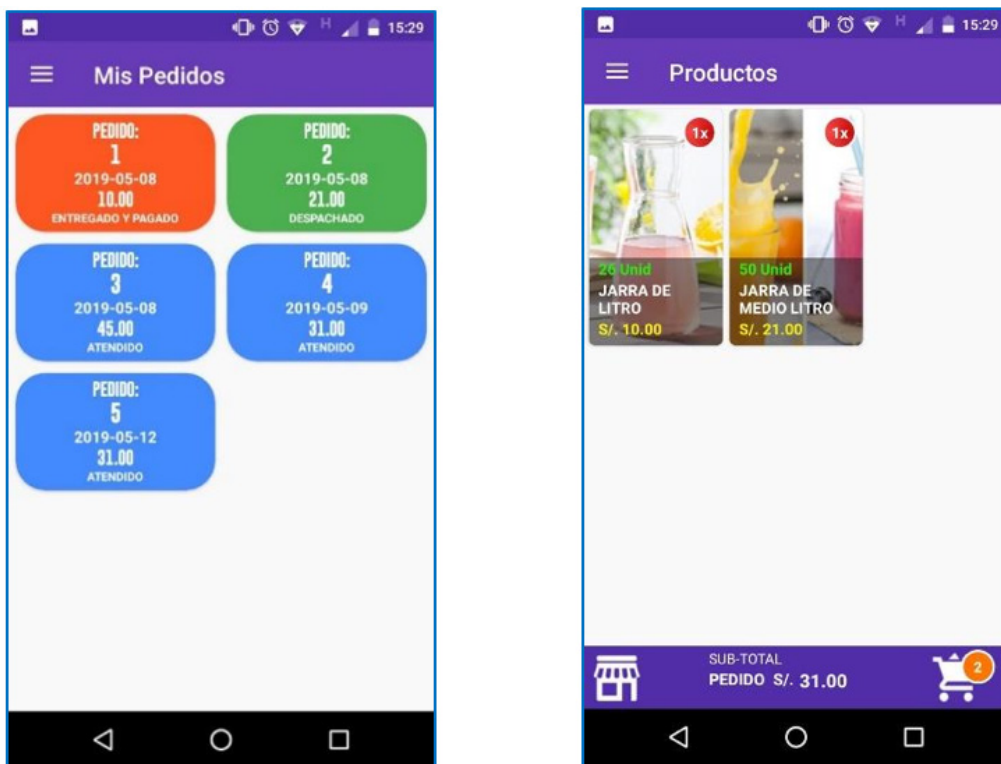 H 15:29
Mis Pedidos
PEDIDO:
1
2019-05-08
10.00
ENTREGADO Y PAGADO
PEDIDO:
2
2019-05-08
21.00
DESPACHADO
PEDIDO:
3
2019-05-08
45.00
ATENDIDO
PEDIDO:
4
2019-05-09
31.00
ATENDIDO
PEDIDO:
5
2019-05-12
31.00
ATENDIDO
H 15:29
Productos
1x
26 Unid
JARRA DE
LITRO
S/. 10.00
1x
50 Unid
JARRA DE
MEDIO LITRO
S/. 21.00
SUB-TOTAL
PEDIDO S/. 31.00
2